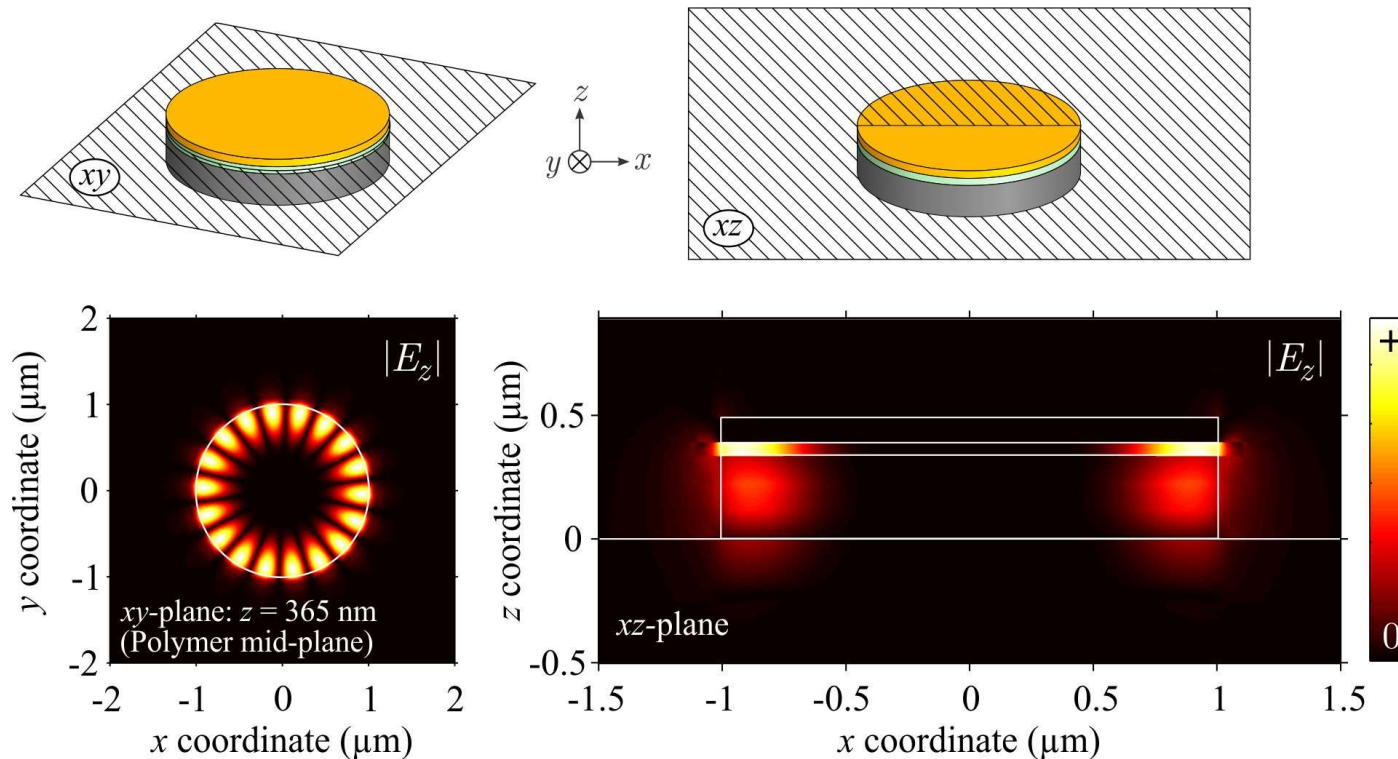 xy
z
y
x
xz
2
1
0
-1
-2
y coordinate (µm)
|E_z|
xy-plane: z = 365 nm
(Polymer mid-plane)
-2
-1
0
1
2
x coordinate (µm)
0.5
0
-0.5
z coordinate (µm)
|E_z|
xz-plane
-1.5
-1
-0.5
0
0.5
1
1.5
x coordinate (µm)
+
0